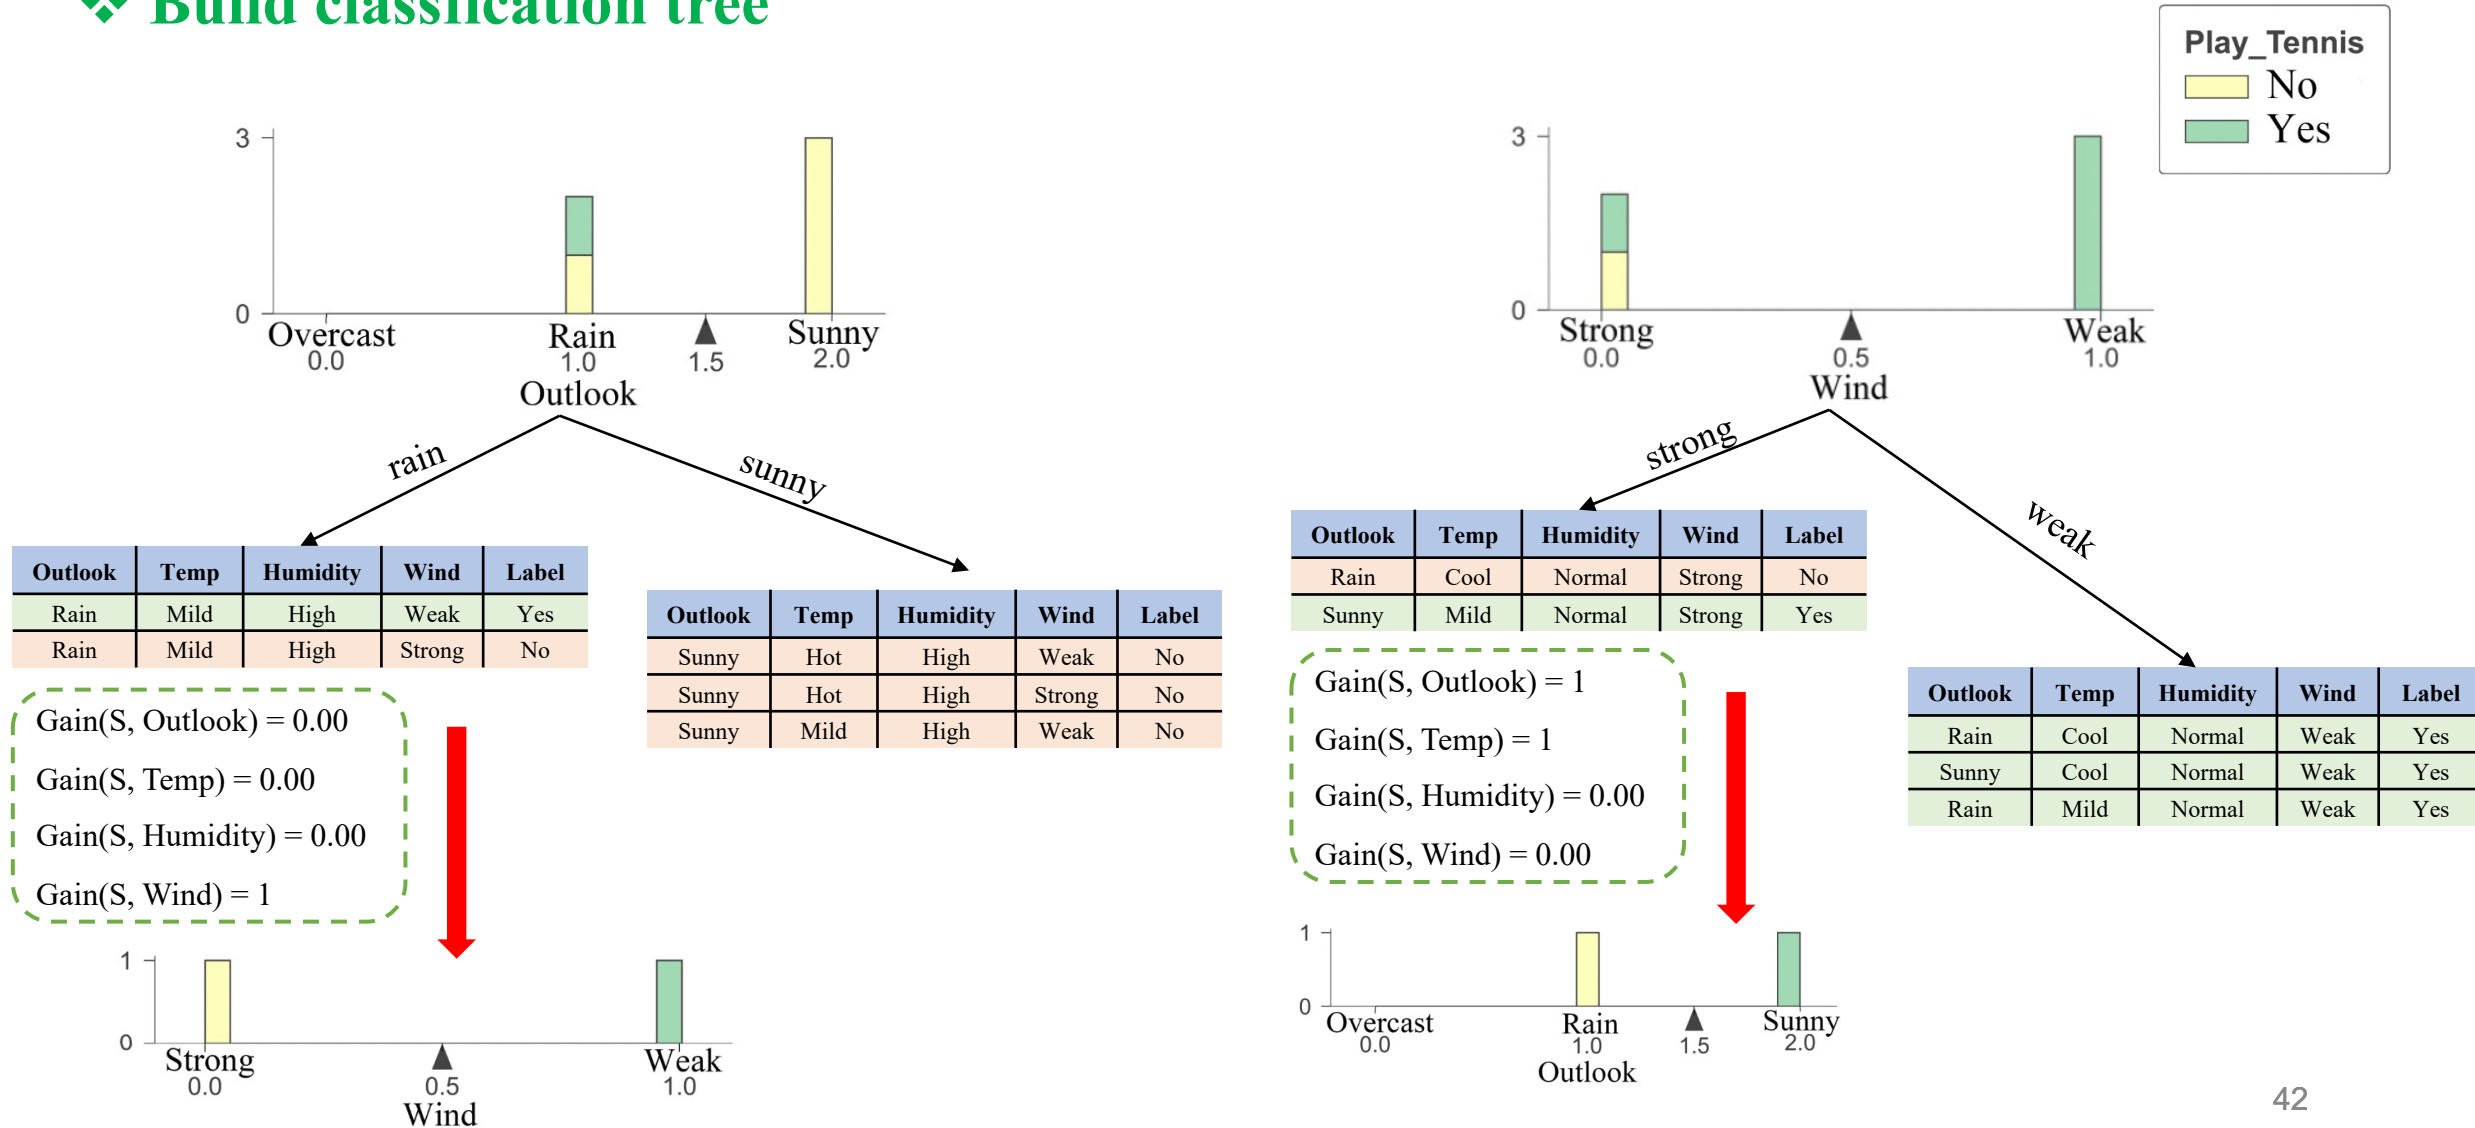 ❖ Build classfication tree
Play_Tennis
No
Yes
3
0
Overcast Rain Sunny
0.0 1.0 1.5 2.0
Outlook
rain
sunny
Outlook Temp Humidity Wind Label
Rain Mild High Weak Yes
Rain Mild High Strong No
Outlook Temp Humidity Wind Label
Sunny Hot High Weak No
Sunny Hot High Strong No
Sunny Mild High Weak No
Gain(S, Outlook) = 0.00
Gain(S, Temp) = 0.00
Gain(S, Humidity) = 0.00
Gain(S, Wind) = 1
1
0
Strong Weak
0.0 0.5 1.0
Wind
3
0
Strong Weak
0.0 0.5 1.0
Wind
strong
weak
Outlook Temp Humidity Wind Label
Rain Cool Normal Strong No
Sunny Mild Normal Strong Yes
Outlook Temp Humidity Wind Label
Rain Cool Normal Weak Yes
Sunny Cool Normal Weak Yes
Rain Mild Normal Weak Yes
Gain(S, Outlook) = 1
Gain(S, Temp) = 1
Gain(S, Humidity) = 0.00
Gain(S, Wind) = 0.00
1
0
Overcast Rain Sunny
0.0 1.0 1.5 2.0
Outlook
42